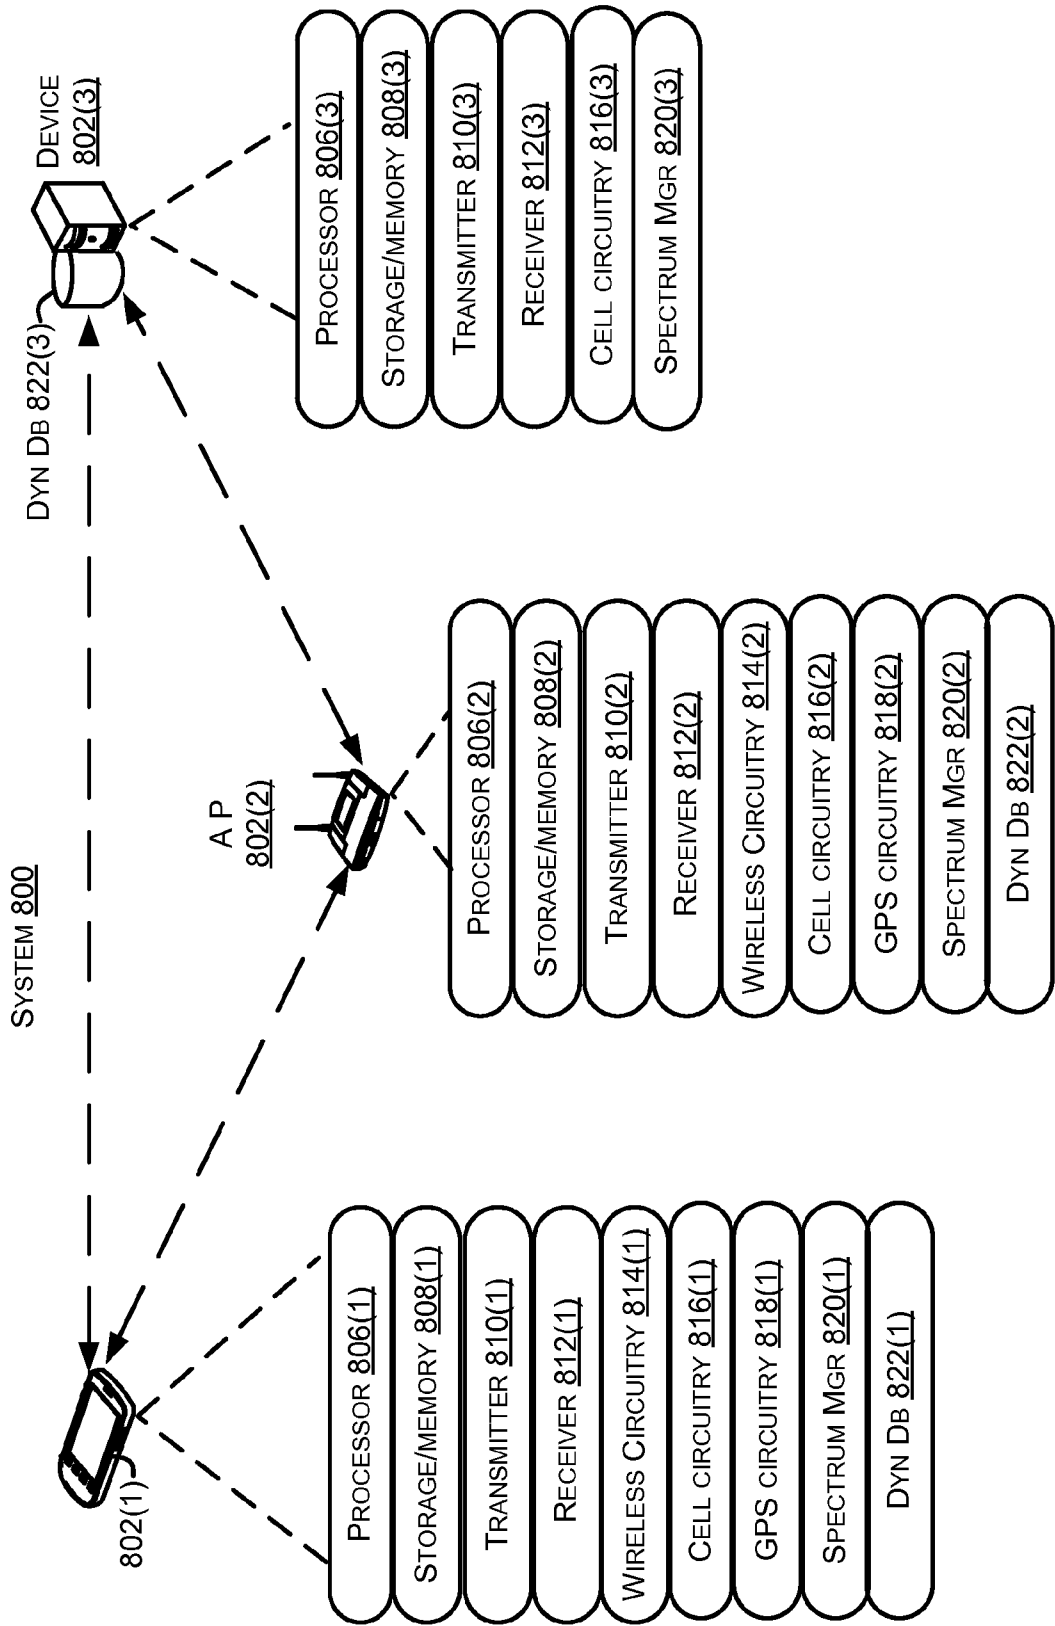 SYSTEM 800
802(1)
PROCESSOR 806(1)
STORAGE/MEMORY 808(1)
TRANSMITTER 810(1)
RECEIVER 812(1)
WIRELESS CIRCUITRY 814(1)
CELL CIRCUITRY 816(1)
GPS CIRCUITRY 818(1)
SPECTRUM MGR 820(1)
DYN DB 822(1)
A P
802(2)
PROCESSOR 806(2)
STORAGE/MEMORY 808(2)
TRANSMITTER 810(2)
RECEIVER 812(2)
WIRELESS CIRCUITRY 814(2)
CELL CIRCUITRY 816(2)
GPS CIRCUITRY 818(2)
SPECTRUM MGR 820(2)
DYN DB 822(2)
DYN DB 822(3)
DEVICE
802(3)
PROCESSOR 806(3)
STORAGE/MEMORY 808(3)
TRANSMITTER 810(3)
RECEIVER 812(3)
CELL CIRCUITRY 816(3)
SPECTRUM MGR 820(3)